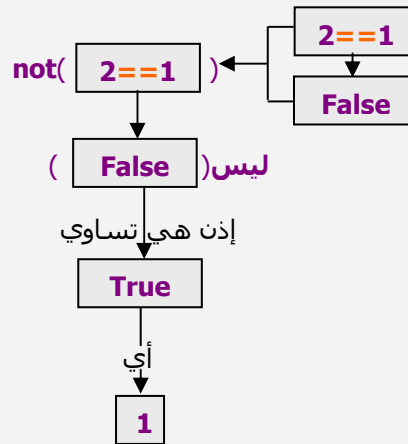 2==1
not( 2==1 )
False
ليس( False )
إذن هي تساوي
True
أي
1